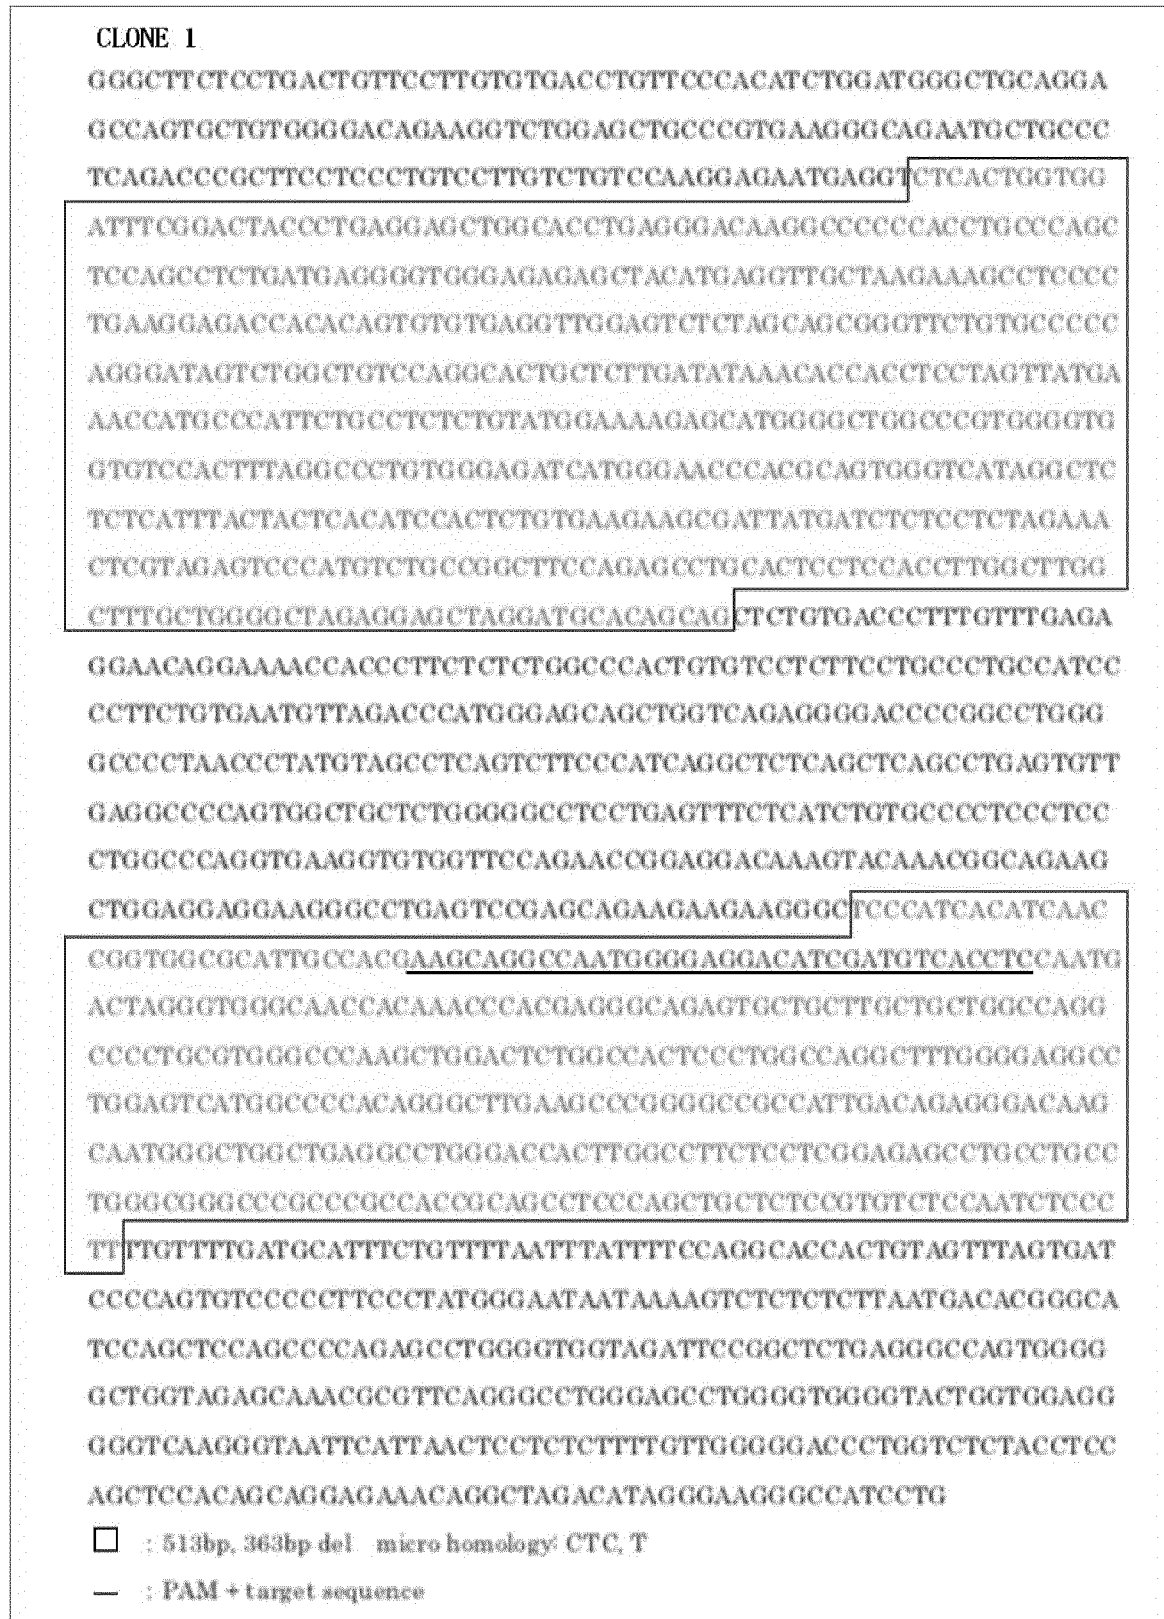 CLONE 1
GGGCTTCTCCTGACTGTTCCTTGTGTGACCTGTTCCCACATCTGGATGGGCTGCAGGA
GCCAGTGCTGTGGGGACAGAAGGTCTGGAGCTGCCCGTGAAGGGCAGAATGCTGCCC
TCAGACCCGCTTCCTCCCTGTCCTTGTCTGTCCAAGGAGAATGAGGTCTCACTGGTGG
ATTTCGGACTACCCTGAGGAGCTGGCACCTGAGGGACAAGGCCCCCCACCTGCCCAGC
TCCAGCCTCTGATGAGGGGTGGGAGAGAGCTACATGAGGTTGCTAAGAAAGCCTCCCC
TGAAGGAGACCACACAGTGTGTGAGGTTGGAGTCTCTAGCAGCGGGTTCTGTGCCCCC
AGGGATAGTCTGGCTGTCCAGGCACTGCTCTTGATATAAACACCACCTCCTAGTTATGA
AACCATGCCCATTCTGCCTCTCTGTATGGAAAAGAGCATGGGGCTGGCCCGTGGGGTG
GTGTCCACTTTAGGCCCTGTGGGAGATCATGGGAACCCACGCAGTGGGTCATAGGCTC
TCTCATTTACTACTCACATCCACTCTGTGAAGAAGCGATTATGATCTCTCCTCTAGAAA
CTCGTAGAGTCCCATGTCTGCCGGCTTCCAGAGCCTGCACTCCTCCACCTTGGCTTGG
CTTTGCTGGGGCTAGAGGAGCTAGGATGCACAGCAGCTCTGTGACCCTTTGTTTGAGA
GGAACAGGAAAACCACCCTTCTCTCTGGCCCACTGTGTCCTCTTCCTGCCCTGCCATCC
CCTTCTGTGAATGTTAGACCCATGGGAGCAGCTGGTCAGAGGGGACCCCGGCCTGGG
GCCCCTAACCCTATGTAGCCTCAGTCTTCCCATCAGGCTCTCAGCTCAGCCTGAGTGTT
GAGGCCCCAGTGGCTGCTCTGGGGGCCTCCTGAGTTTCTCATCTGTGCCCCTCCCTCC
CTGGCCCAGGTGAAGGTGTGGTTCCAGAACCGGAGGACAAAGTACAAACGGCAGAAG
CTGGAGGAGGAAGGGCCTGAGTCCGAGCAGAAGAAGAAGGGCTCCCATCACATCAAC
CGGTGGCGCATTGCCACGAAGCAGGCCAATGGGGAGGACATCGATGTCACCTCCAATG
ACTAGGGTGGGCAACCACAAACCCACGAGGGCAGAGTGCTGCTTGCTGCTGGCCAGG
CCCCTGCGTGGGCCCAAGCTGGACTCTGGCCACTCCCTGGCCAGGCTTTGGGGAGGCC
TGGAGTCATGGCCCCACAGGGCTTGAAGCCCGGGGCCGCCATTGACAGAGGGACAAG
CAATGGGCTGGCTGAGGCCTGGGACCACTTGGCCTTCTCCTCGGAGAGCCTGCCTGCC
TGGGCGGGCCCGCCCGCCACCGCAGCCTCCCAGCTGCTCTCCGTGTCTCCAATCTCCC
TTTTGTTTTGATGCATTTCTGTTTTAATTTATTTTCCAGGCACCACTGTAGTTTAGTGAT
CCCCAGTGTCCCCCTTCCCTATGGGAATAATAAAAGTCTCTCTCTTAATGACACGGGCA
TCCAGCTCCAGCCCCAGAGCCTGGGGTGGTAGATTCCGGCTCTGAGGGCCAGTGGGG
GCTGGTAGAGCAAACGCGTTCAGGGCCTGGGAGCCTGGGGTGGGGTACTGGTGGAGG
GGGTCAAGGGTAATTCATTAACTCCTCTCTTTTGTTGGGGGACCCTGGTCTCTACCTCC
AGCTCCACAGCAGGAGAAACAGGCTAGACATAGGGAAGGGCCATCCTG
: 513bp, 363bp del micro homology: CTC, T
: PAM + target sequence